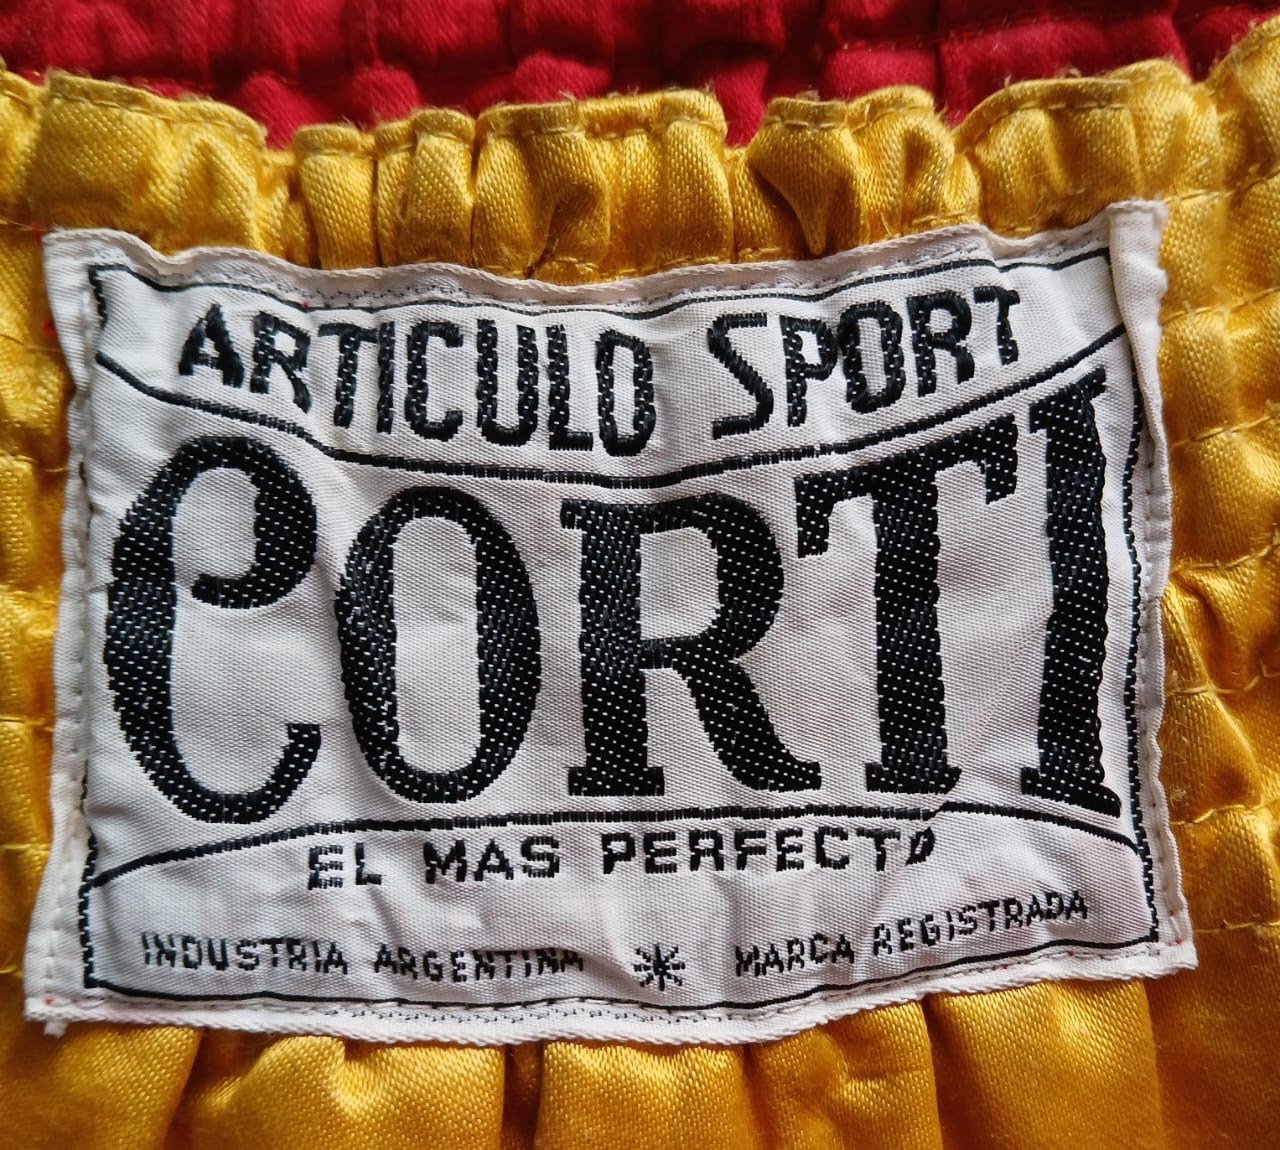 ARTICULO SPORT
CORTI
EL MAS PERFECTO
INDUSTRIA ARGENTINA * MARCA REGISTRADA